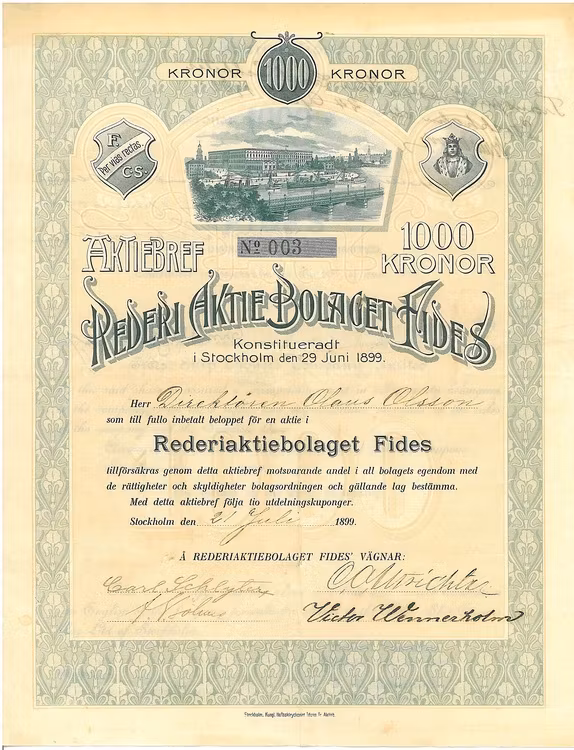 KRONOR 1000 KRONOR
F.
Per vias rectas.
CS.
AKTIEBREF
No 003
1000
KRONOR
REDERI AKTIE BOLAGET FIDES
Konstitueradt
i Stockholm den 29 Juni 1899.
Herr Direktören Olaus Olsson
som till fullo inbetalt beloppet för en aktie i
Rederiaktiebolaget Fides
tillförsäkras genom detta aktiebref motsvarande andel i all bolagets egendom med
de rättigheter och skyldigheter bolagsordningen och gällande lag bestämma.
Med detta aktiebref följa tio utdelningskuponger.
Stockholm den 21 Juli 1899.
Å REDERIAKTIEBOLAGET FIDES' VÄGNAR:
Carl Schlyter
Victor Wennerholm